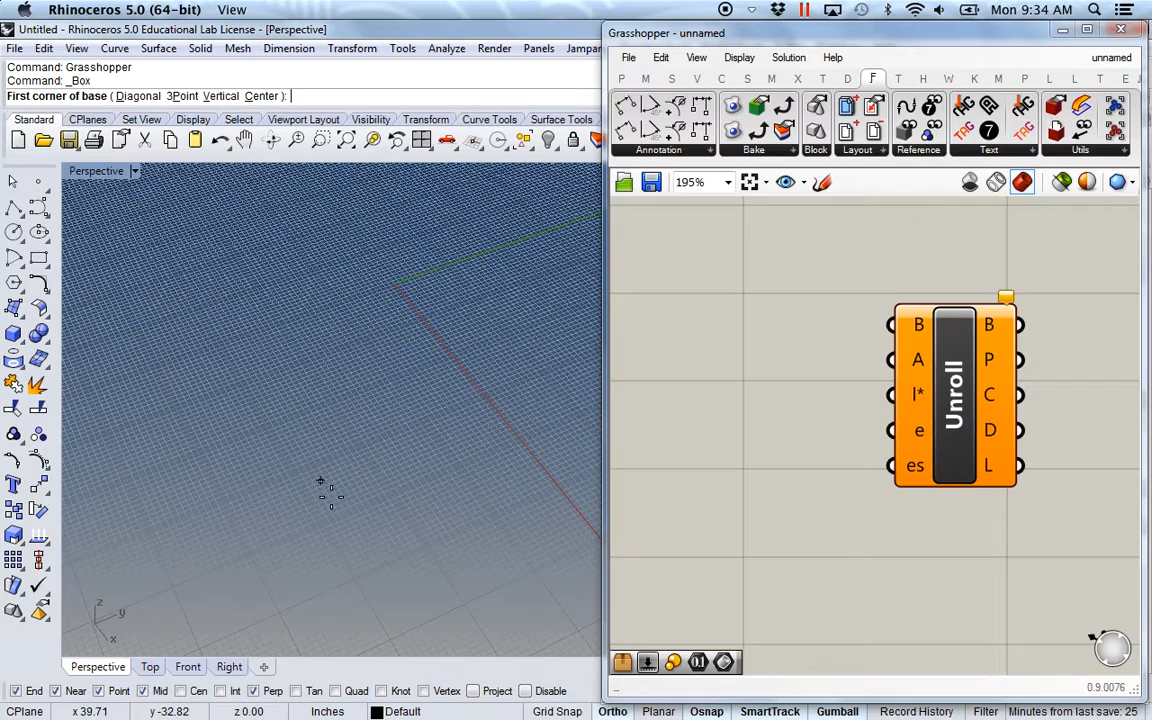 Rhinoceros 5.0 (64-bit) View Mon 9:34 AM
Untitled - Rhinoceros 5.0 Educational Lab License - [Perspective]
File Edit View Curve Surface Solid Mesh Dimension Transform Tools Analyze Render Panels Jampar
Command: Grasshopper
Command: _Box
First corner of base ( Diagonal 3Point Vertical Center ):
Standard CPlanes Set View Display Select Viewport Layout Visibility Transform Curve Tools Surface Tools
Perspective
z
y
x
Perspective Top Front Right
End Near Point Mid Cen Int Perp Tan Quad Knot Vertex Project Disable
CPlane x 39.71 y -32.82 z 0.00 Inches Default Grid Snap Ortho Planar Osnap SmartTrack Gumball Record History Filter Minutes from last save: 25
Grasshopper - unnamed
File Edit View Display Solution Help unnamed
P M S V C S M X T D F T H L M J E
Annotation Bake Block Layout Reference Text Utils
TAG
TAG
7
7
195%
B B
A P
I* C
e D
es L
Unroll
0.9.0076